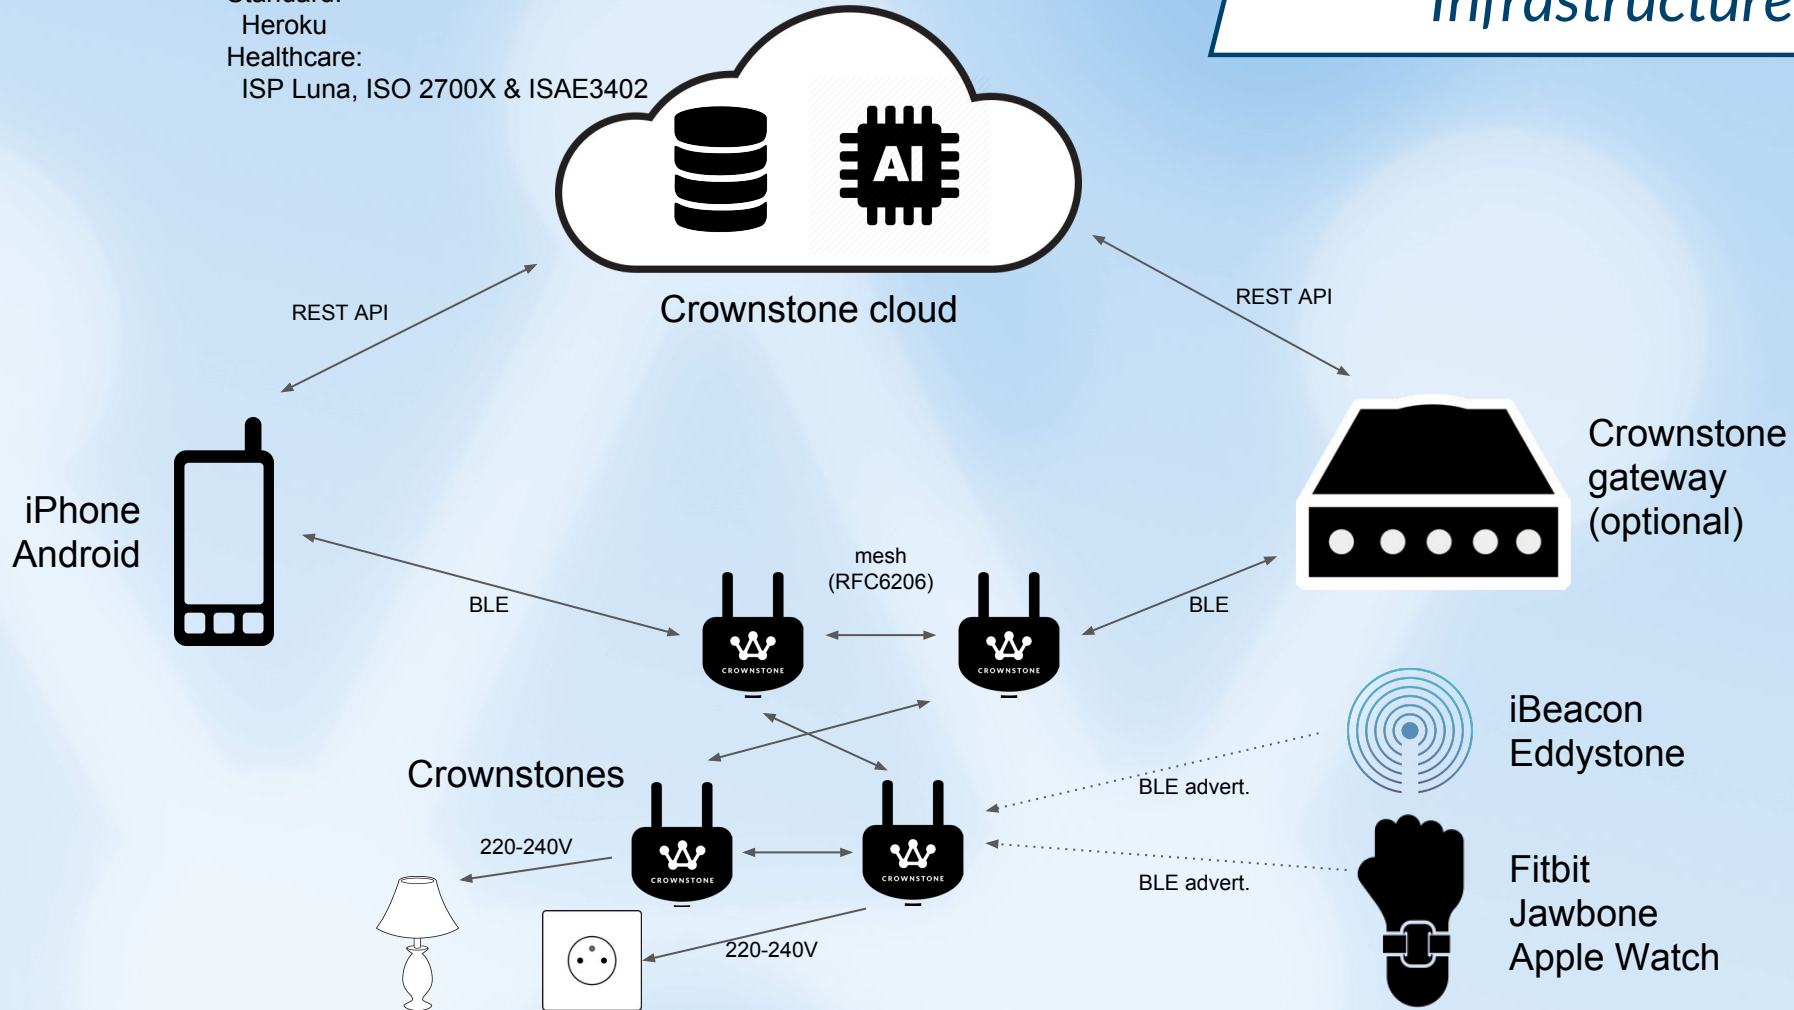 Standard:
Heroku
Healthcare:
ISP Luna, ISO 2700X & ISAE3402
Infrastructure
AI
Crownstone cloud
REST API
REST API
iPhone
Android
Crownstone
gateway
(optional)
mesh
(RFC6206)
BLE
BLE
CROWNSTONE
CROWNSTONE
iBeacon
Eddystone
Crownstones
BLE advert.
220-240V
CROWNSTONE
CROWNSTONE
BLE advert.
Fitbit
Jawbone
Apple Watch
220-240V